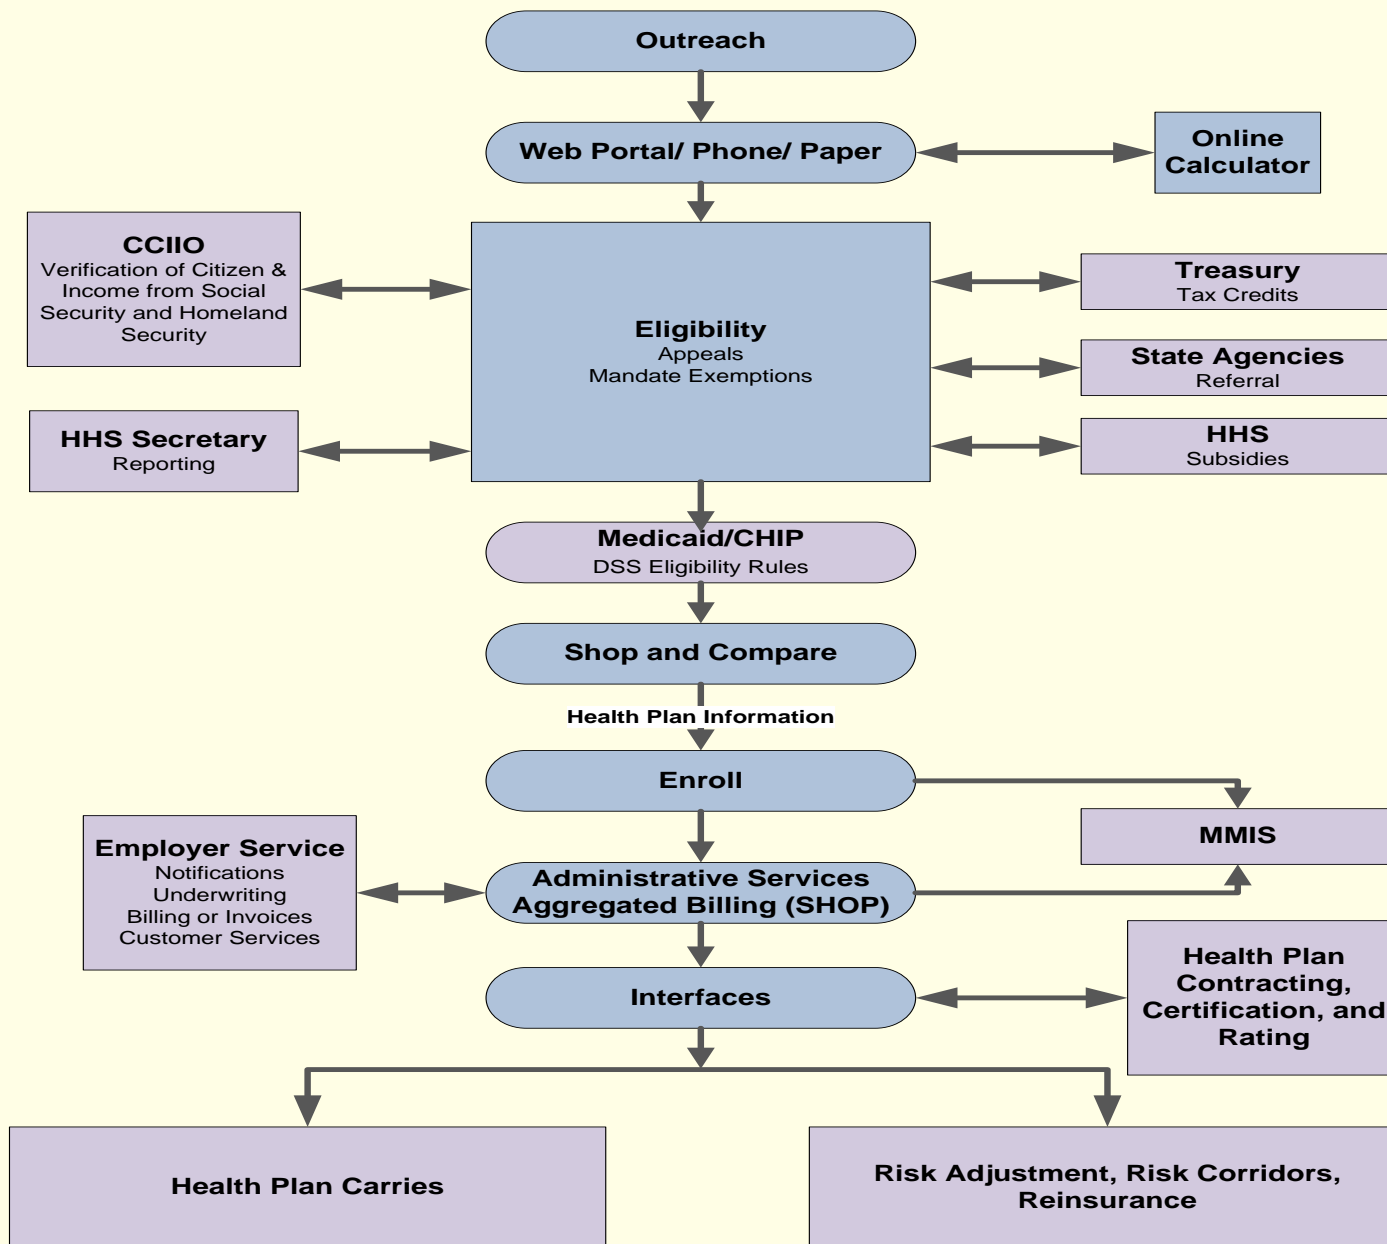 Outreach
Web Portal/ Phone/ Paper
Online
Calculator
CCIIO
Verification of Citizen &
Income from Social
Security and Homeland
Security
Eligibility
Appeals
Mandate Exemptions
Treasury
Tax Credits
State Agencies
Referral
HHS Secretary
Reporting
HHS
Subsidies
Medicaid/CHIP
DSS Eligibility Rules
Shop and Compare
Health Plan Information
Enroll
MMIS
Employer Service
Notifications
Underwriting
Billing or Invoices
Customer Services
Administrative Services
Aggregated Billing (SHOP)
Interfaces
Health Plan
Contracting,
Certification, and
Rating
Health Plan Carries
Risk Adjustment, Risk Corridors,
Reinsurance